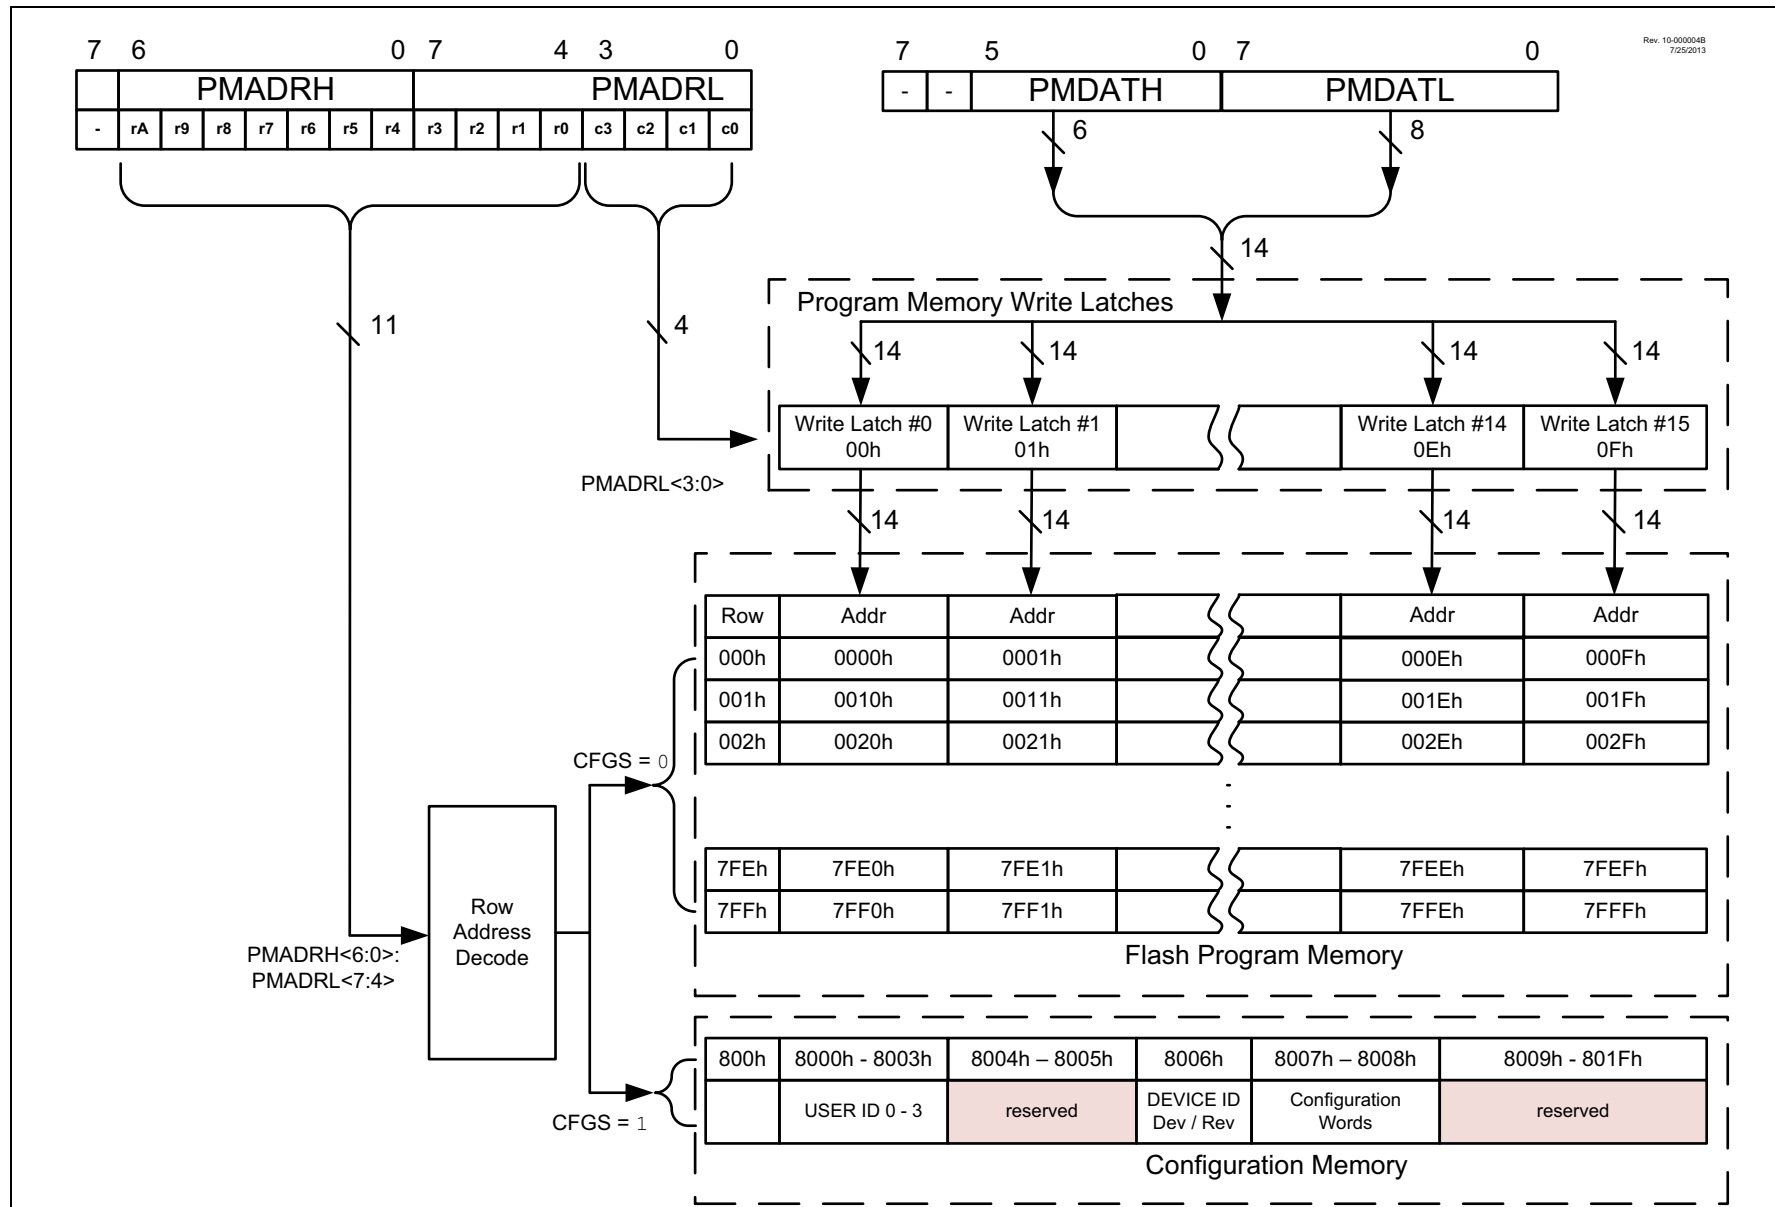 7 6 0 7 4 3 0
7 5 0 7 0
Rev. 10-000004B
7/25/2013
PMADRH PMADRL
- rA r9 r8 r7 r6 r5 r4 r3 r2 r1 r0 c3 c2 c1 c0
- - PMDATH PMDATL
6 8
14
11 4
Program Memory Write Latches
14 14 14 14
Write Latch #0
00h
Write Latch #1
01h
Write Latch #14
0Eh
Write Latch #15
0Fh
PMADRL<3:0>
14 14 14 14
Row Addr Addr Addr Addr
000h 0000h 0001h 000Eh 000Fh
001h 0010h 0011h 001Eh 001Fh
002h 0020h 0021h 002Eh 002Fh
CFGS = 0
7FEh 7FE0h 7FE1h 7FEEh 7FEFh
7FFh 7FF0h 7FF1h 7FFEh 7FFFh
Flash Program Memory
Row
Address
Decode
PMADRH<6:0>:
PMADRL<7:4>
800h 8000h - 8003h 8004h – 8005h 8006h 8007h – 8008h 8009h - 801Fh
USER ID 0 - 3
reserved
DEVICE ID
Dev / Rev
Configuration
Words
reserved
CFGS = 1
Configuration Memory